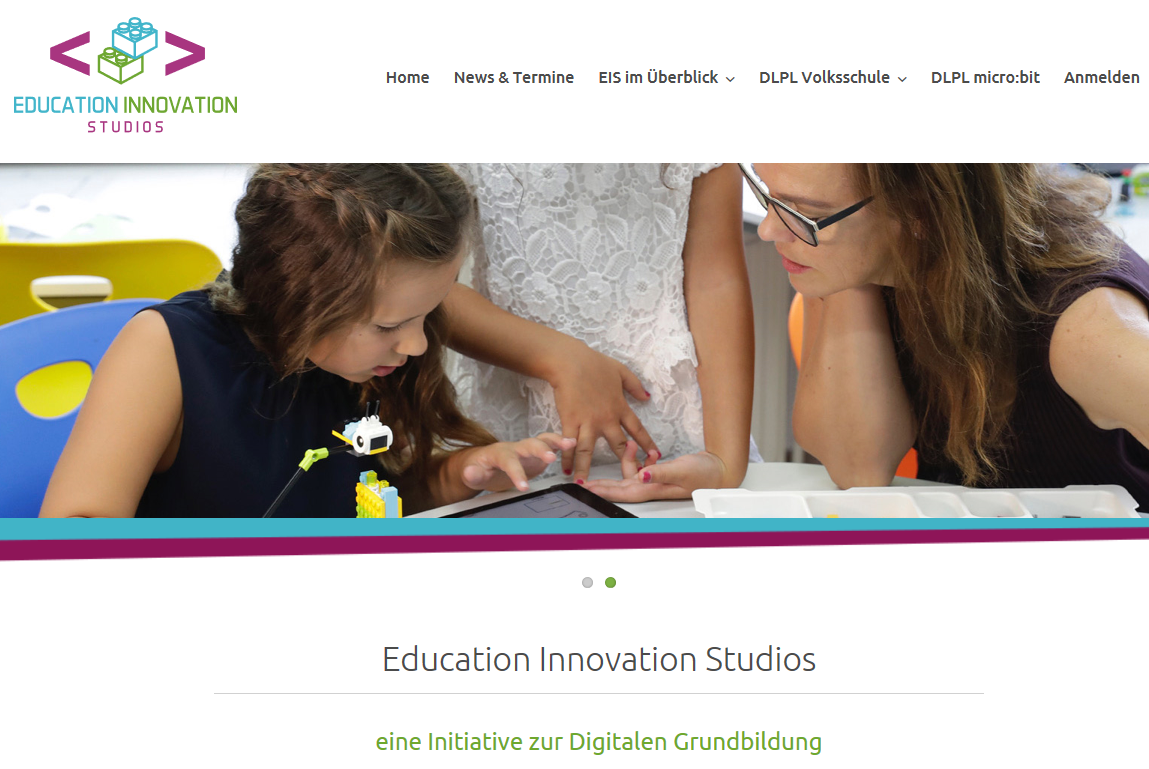 EDUCATION INNOVATION
STUDIOS
Home News & Termine EIS im Überblick DLPL Volksschule DLPL micro:bit Anmelden
Education Innovation Studios
eine Initiative zur Digitalen Grundbildung